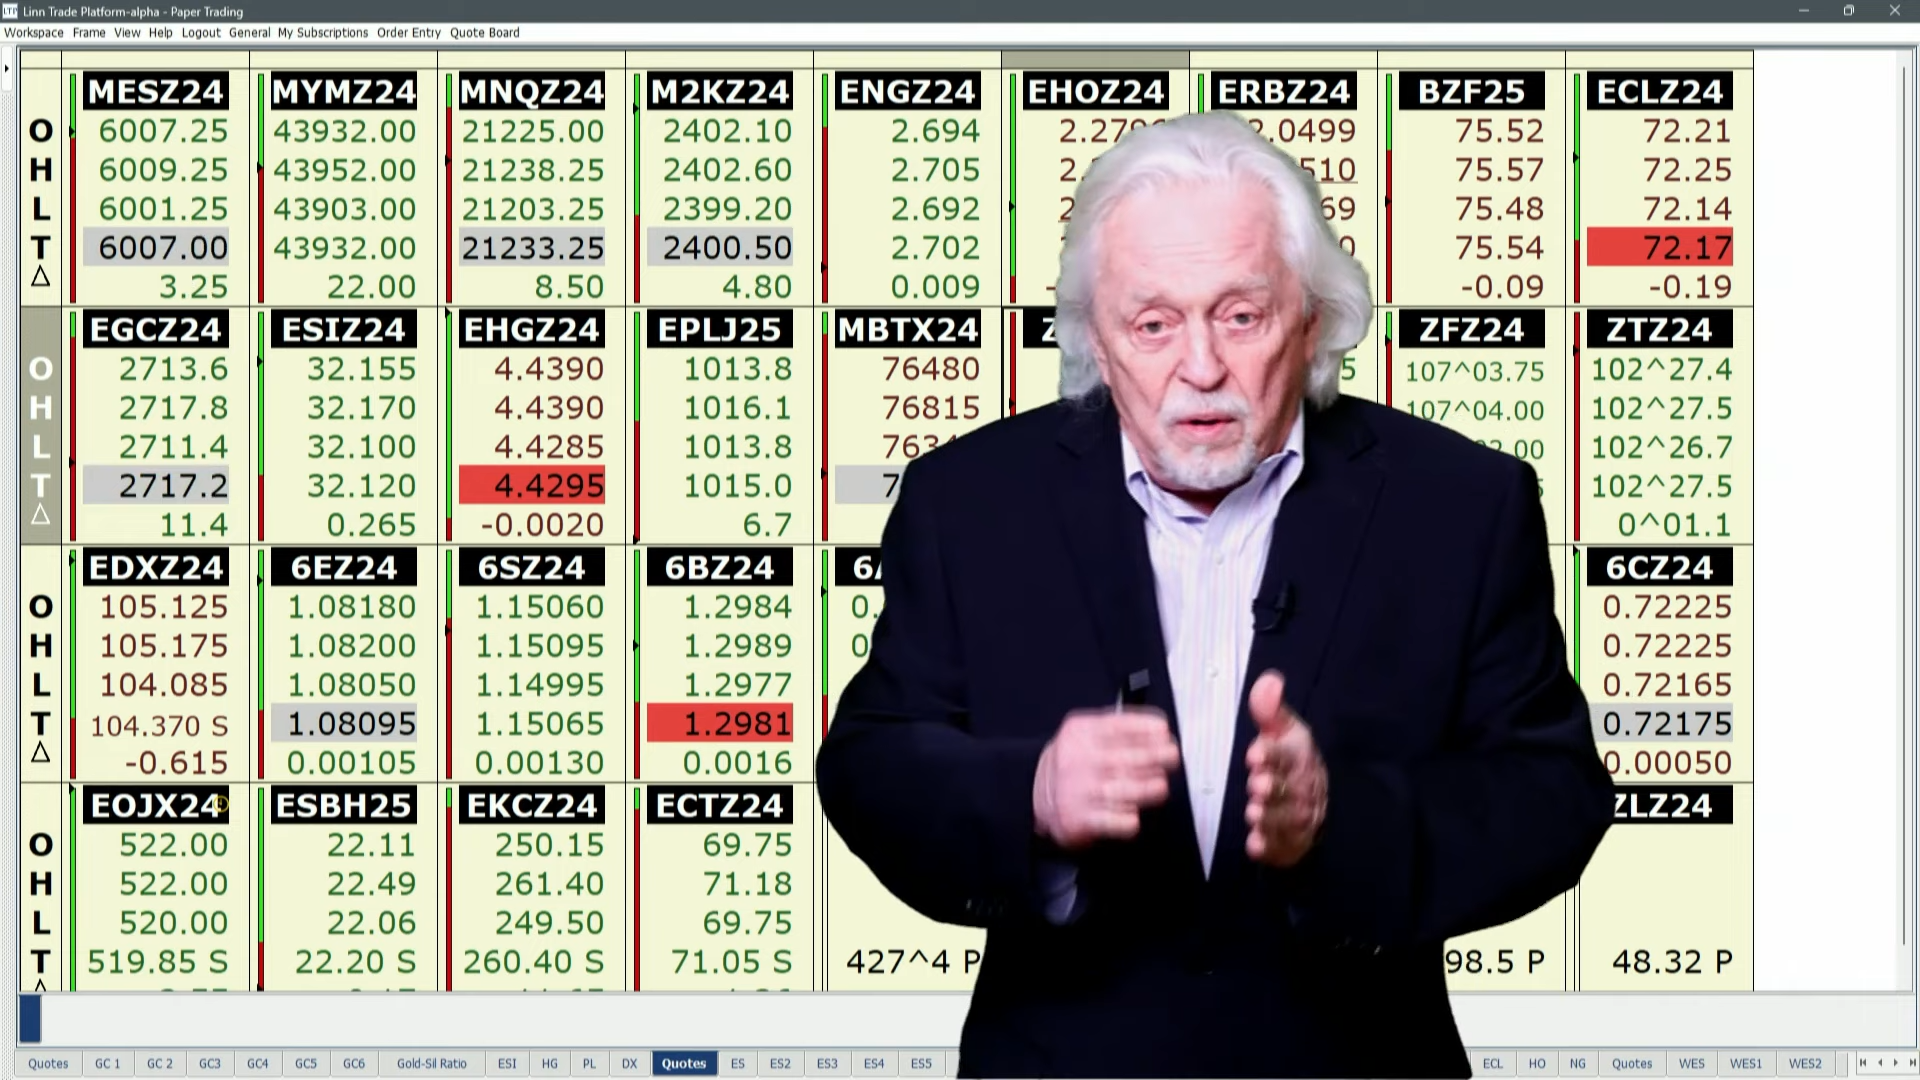 Linn Trade Platform-alpha - Paper Trading
Workspace Frame View Help Logout General My Subscriptions Order Entry Quote Board
MESZ24 MYMZ24 MNQZ24 M2KZ24 ENGZ24 EHOZ24 ERBZ24 BZF25 ECLZ24
O 6007.25 43932.00 21225.00 2402.10 2.694 75.52 72.21
H 6009.25 43952.00 21238.25 2402.60 2.705 75.57 72.25
L 6001.25 43903.00 21203.25 2399.20 2.692 75.48 72.14
T 6007.00 43932.00 21233.25 2400.50 2.702 75.54 72.17
△ 3.25 22.00 8.50 4.80 0.009 -0.09 -0.19
EGCZ24 ESIZ24 EHGZ24 EPLJ25 MBTX24 ZFZ24 ZTZ24
O 2713.6 32.155 4.4390 1013.8 76480 107^03.75 102^27.4
H 2717.8 32.170 4.4390 1016.1 76815 107^04.00 102^27.5
L 2711.4 32.100 4.4285 1013.8 102^26.7
T 2717.2 32.120 4.4295 1015.0 102^27.5
△ 11.4 0.265 -0.0020 6.7 0^01.1
EDXZ24 6EZ24 6SZ24 6BZ24 6CZ24
O 105.125 1.08180 1.15060 1.2984 0.72225
H 105.175 1.08200 1.15095 1.2989 0.72225
L 104.085 1.08050 1.14995 1.2977 0.72165
T 104.370 S 1.08095 1.15065 1.2981 0.72175
△ -0.615 0.00105 0.00130 0.0016 0.00050
EOJX24 ESBH25 EKCZ24 ECTZ24 ZLZ24
O 522.00 22.11 250.15 69.75
H 522.00 22.49 261.40 71.18
L 520.00 22.06 249.50 69.75
T 519.85 S 22.20 S 260.40 S 71.05 S 427^4 P 98.5 P 48.32 P
Quotes GC 1 GC 2 GC3 GC4 GC5 GC6 Gold-Sil Ratio ESI HG PL DX Quotes ES ES2 ES3 ES4 ES5 ECL HO NG Quotes WES WES1 WES2